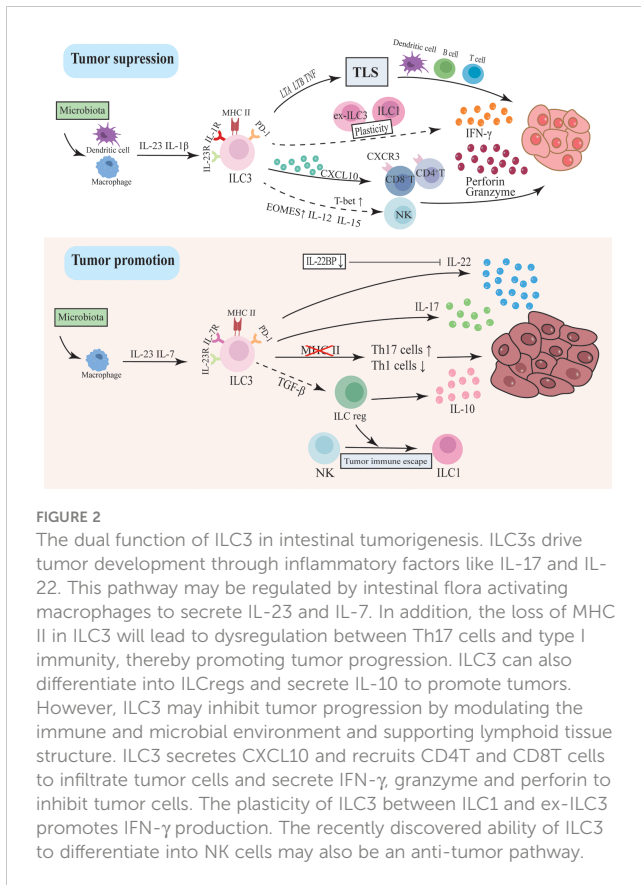 Tumor supression
Microbiota
Dendritic cell
Macrophage
IL-23 IL-1β
IL-23R
IL-1R
MHC II
PD-1
ILC3
LTA LTB TNF
TLS
Dendritic cell
B cell
T cell
ex-ILC3
ILC1
Plasticity
IFN-γ
CXCL10
CXCR3
CD8⁺T
CD4⁺T
Perforin
Granzyme
T-bet ↑
EOMES↑ IL-12 IL-15
NK
Tumor promotion
Microbiota
Macrophage
IL-23 IL-7
IL-23R
IL-7R
MHC II
PD-1
ILC3
IL-22BP↓
IL-22
IL-17
MHC II
Th17 cells ↑
Th1 cells ↓
TGF-β
ILC reg
IL-10
NK
Tumor immune escape
ILC1
FIGURE 2
The dual function of ILC3 in intestinal tumorigenesis. ILC3s drive
tumor development through inflammatory factors like IL-17 and IL-
22. This pathway may be regulated by intestinal flora activating
macrophages to secrete IL-23 and IL-7. In addition, the loss of MHC
II in ILC3 will lead to dysregulation between Th17 cells and type I
immunity, thereby promoting tumor progression. ILC3 can also
differentiate into ILCregs and secrete IL-10 to promote tumors.
However, ILC3 may inhibit tumor progression by modulating the
immune and microbial environment and supporting lymphoid tissue
structure. ILC3 secretes CXCL10 and recruits CD4T and CD8T cells
to infiltrate tumor cells and secrete IFN-γ, granzyme and perforin to
inhibit tumor cells. The plasticity of ILC3 between ILC1 and ex-ILC3
promotes IFN-γ production. The recently discovered ability of ILC3
to differentiate into NK cells may also be an anti-tumor pathway.